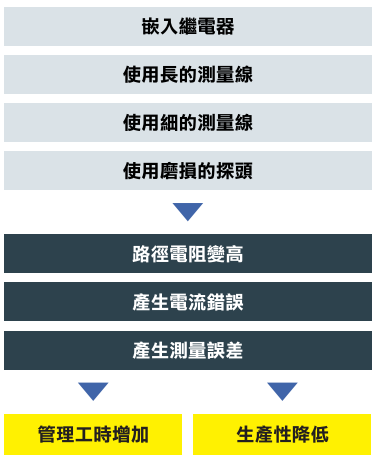 嵌入繼電器
使用長的測量線
使用細的測量線
使用磨損的探頭
路徑電阻變高
產生電流錯誤
產生測量誤差
管理工時增加
生產性降低